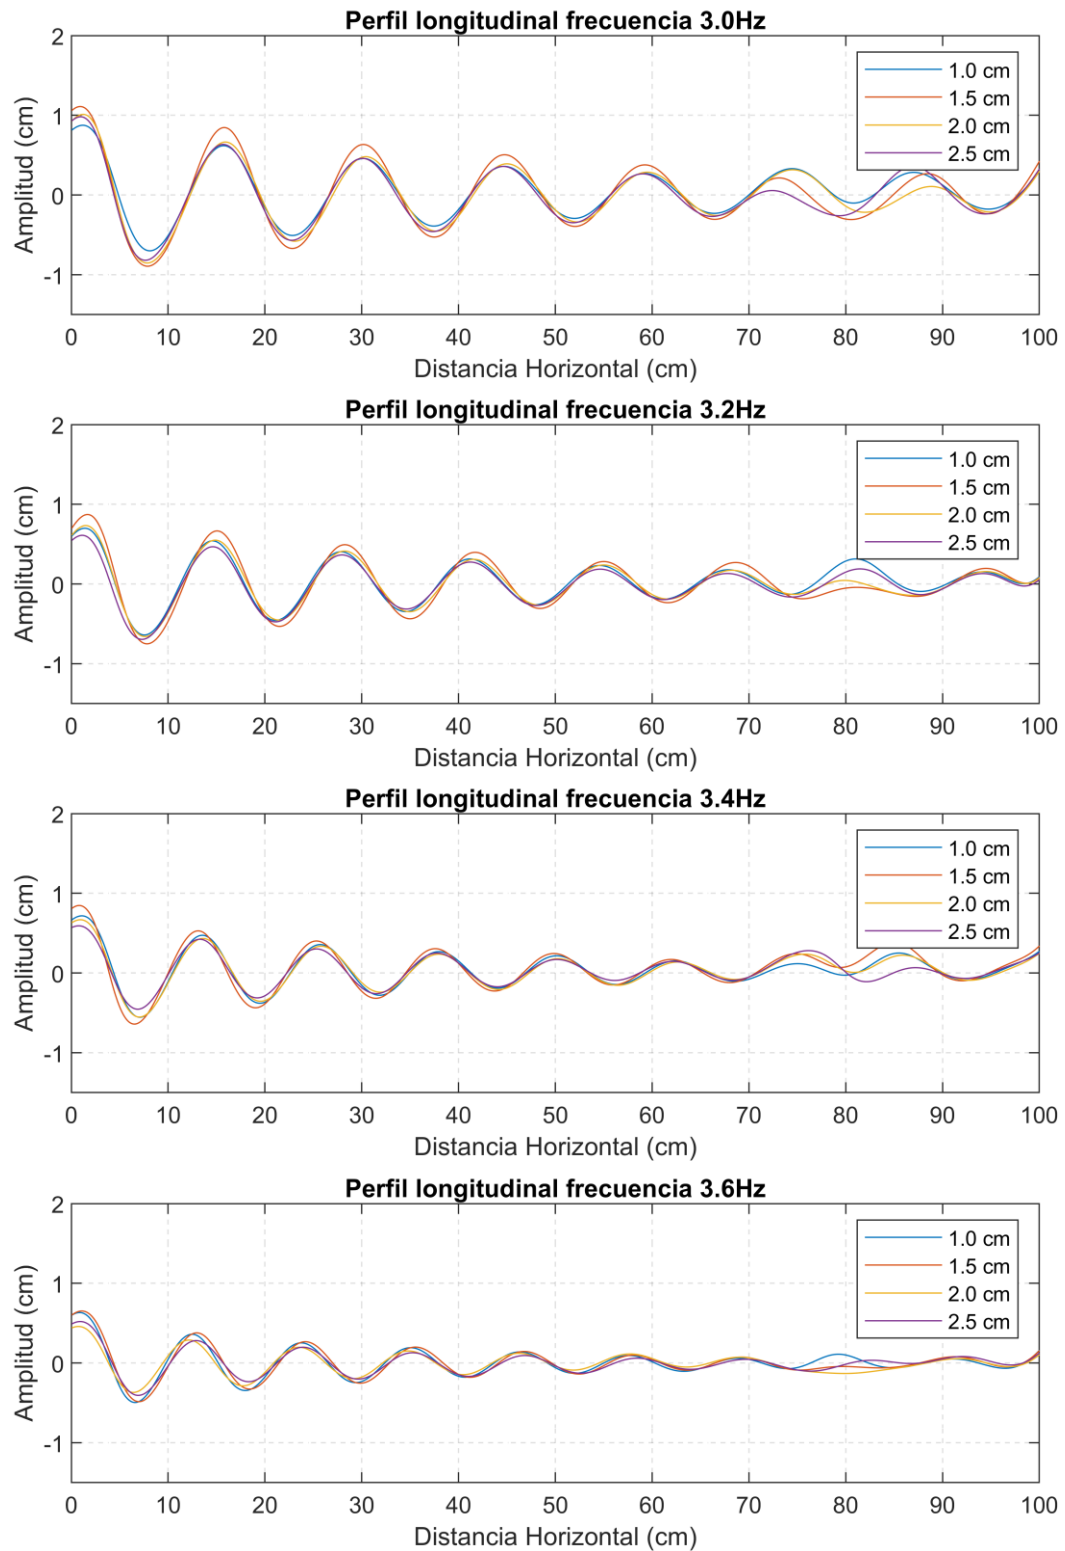 Perfil longitudinal frecuencia 3.0Hz
2
1
0
-1
Amplitud (cm)
1.0 cm
1.5 cm
2.0 cm
2.5 cm
0 10 20 30 40 50 60 70 80 90 100
Distancia Horizontal (cm)
Perfil longitudinal frecuencia 3.2Hz
2
1
0
-1
Amplitud (cm)
1.0 cm
1.5 cm
2.0 cm
2.5 cm
0 10 20 30 40 50 60 70 80 90 100
Distancia Horizontal (cm)
Perfil longitudinal frecuencia 3.4Hz
2
1
0
-1
Amplitud (cm)
1.0 cm
1.5 cm
2.0 cm
2.5 cm
0 10 20 30 40 50 60 70 80 90 100
Distancia Horizontal (cm)
Perfil longitudinal frecuencia 3.6Hz
2
1
0
-1
Amplitud (cm)
1.0 cm
1.5 cm
2.0 cm
2.5 cm
0 10 20 30 40 50 60 70 80 90 100
Distancia Horizontal (cm)